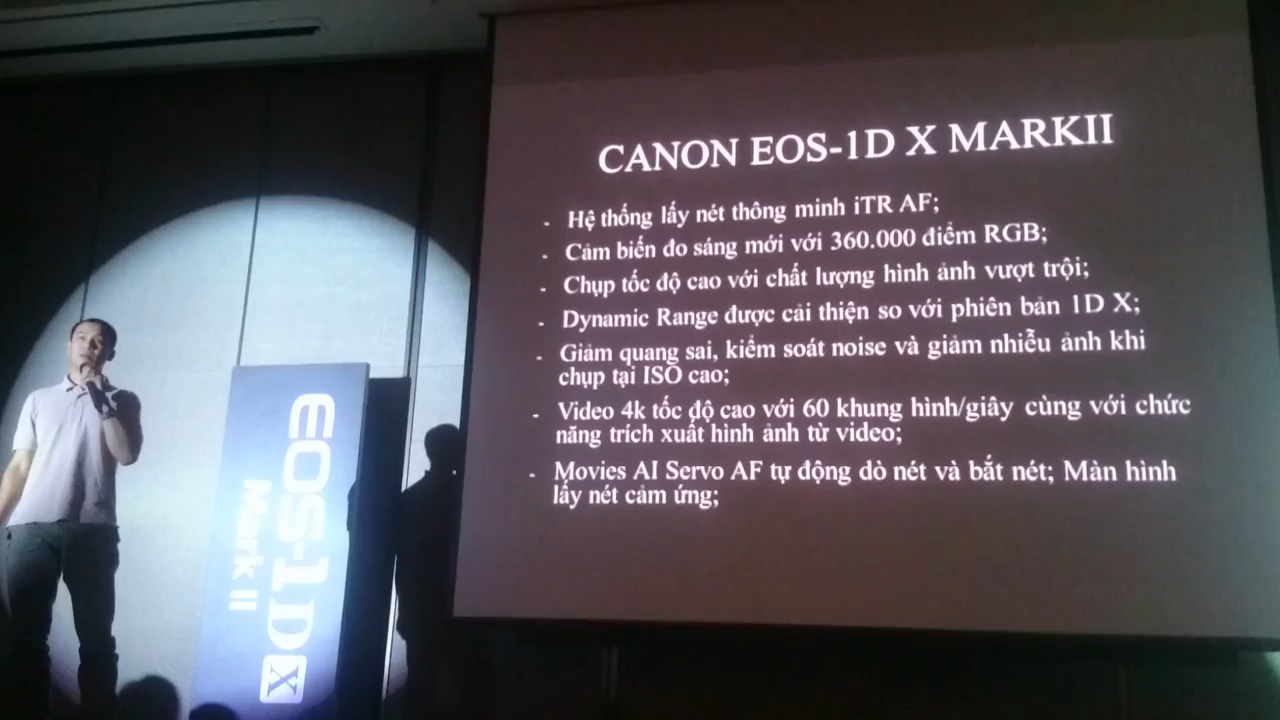 CANON EOS-1D X MARKII
- Hệ thống lấy nét thông minh iTR AF;
- Cảm biến đo sáng mới với 360.000 điểm RGB;
- Chụp tốc độ cao với chất lượng hình ảnh vượt trội;
- Dynamic Range được cải thiện so với phiên bản 1D X;
- Giảm quang sai, kiểm soát noise và giảm nhiễu ảnh khi
chụp tại ISO cao;
- Video 4k tốc độ cao với 60 khung hình/giây cùng với chức
năng trích xuất hình ảnh từ video;
- Movies AI Servo AF tự động dò nét và bắt nét; Màn hình
lấy nét cảm ứng;
EOS-1D X
Mark II